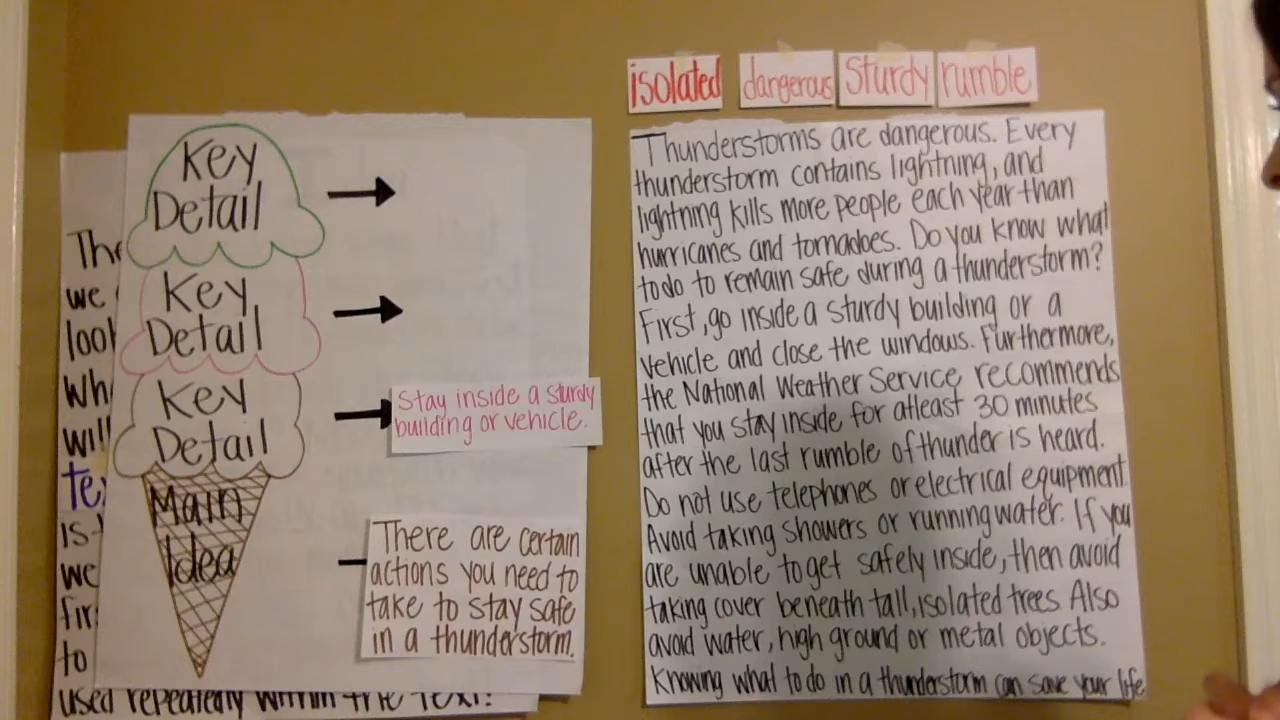 isolated dangerous sturdy rumble
Key
Detail
Key
Detail
Key
Detail
Main
Idea
Stay inside a sturdy
building or vehicle.
There are certain
actions you need to
take to stay safe
in a thunderstorm.
we
will
is
we
to
used repeatedly within the text?
Thunderstorms are dangerous. Every
thunderstorm contains lightning, and
lightning kills more people each year than
hurricanes and tornadoes. Do you know what
to do to remain safe during a thunderstorm?
First, go inside a sturdy building or a
vehicle and close the windows. Furthermore,
the National Weather Service recommends
that you stay inside for atleast 30 minutes
after the last rumble of thunder is heard.
Do not use telephones or electrical equipment.
Avoid taking showers or running water. If you
are unable to get safely inside, then avoid
taking cover beneath tall, isolated trees Also
avoid water, high ground or metal objects.
Knowing what to do in a thunderstorm can save your life